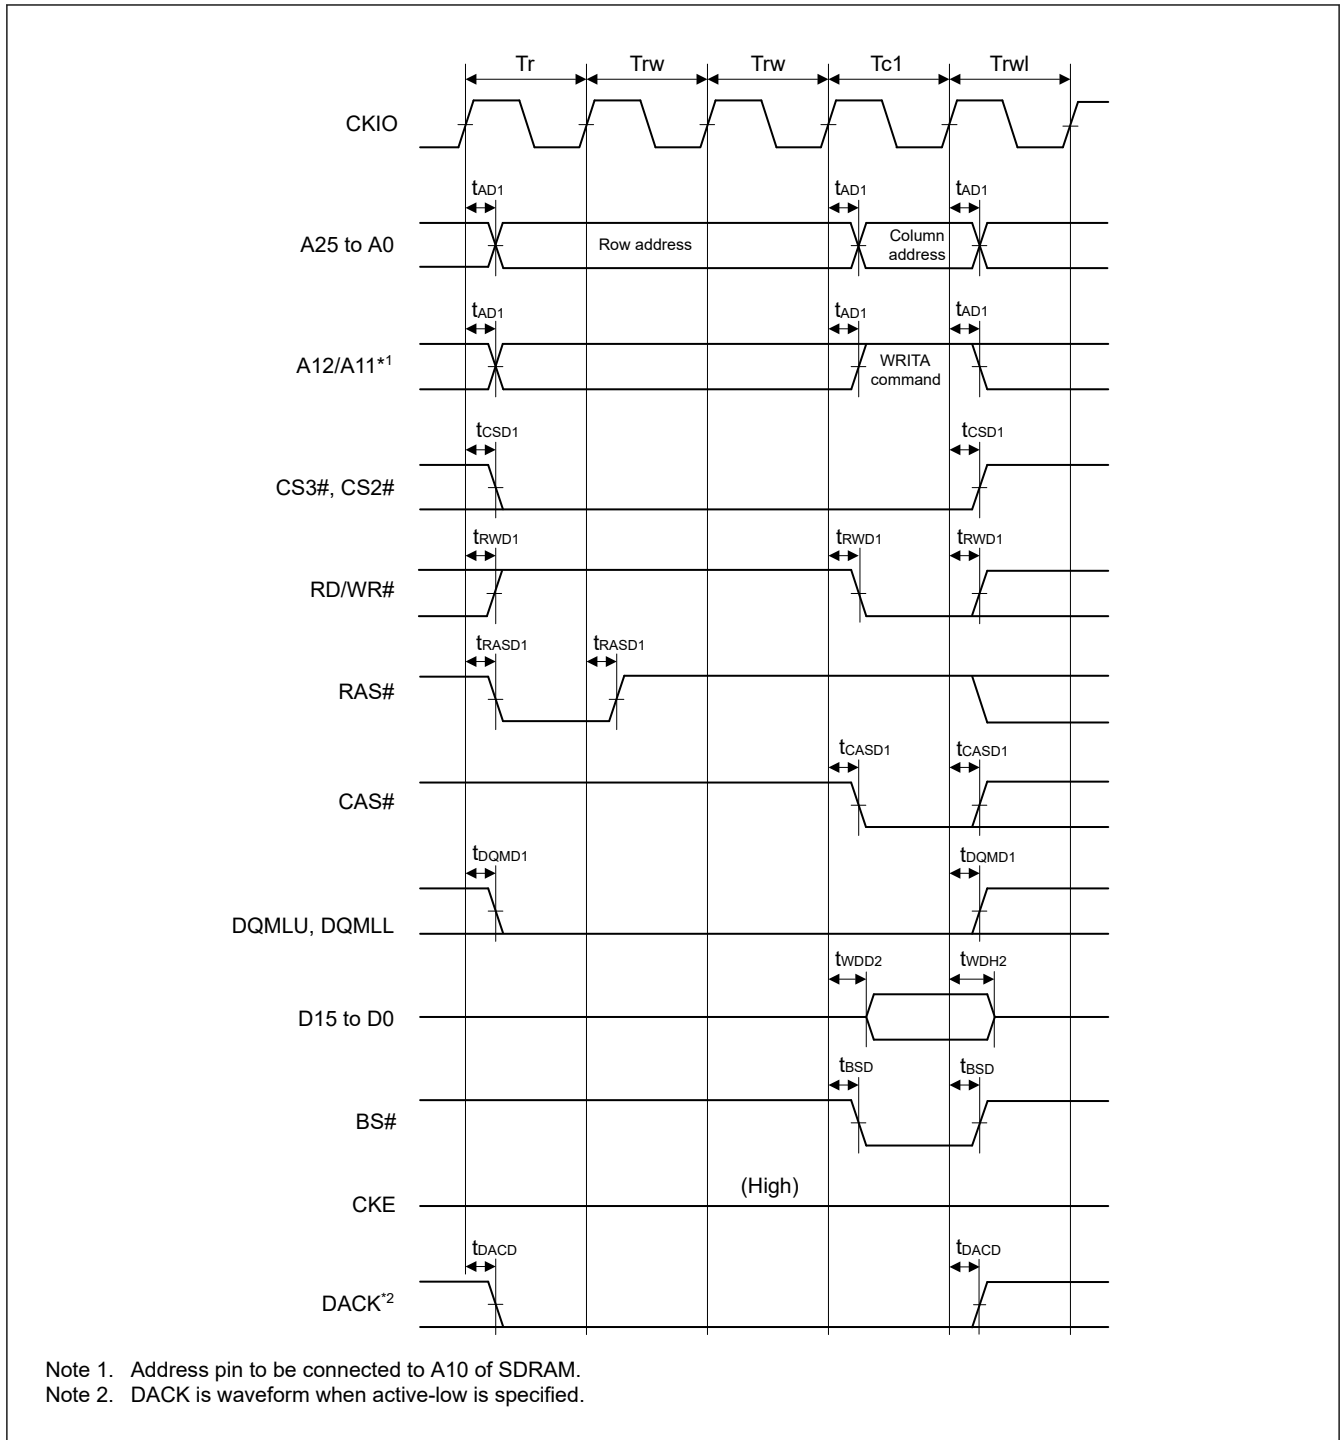 Tr Trw Trw Tc1 Trwl
CKIO
tAD1 tAD1 tAD1
A25 to A0 Row address Column address
tAD1 tAD1 tAD1
A12/A11*1 WRITA command
tCSD1 tCSD1
CS3#, CS2#
tRWD1 tRWD1 tRWD1
RD/WR#
tRASD1 tRASD1
RAS#
tCASD1 tCASD1
CAS#
tDQMD1 tDQMD1
DQMLU, DQMLL
tWDD2 tWDH2
D15 to D0
tBSD tBSD
BS#
(High)
CKE
tDACD tDACD
DACK*2
Note 1. Address pin to be connected to A10 of SDRAM.
Note 2. DACK is waveform when active-low is specified.